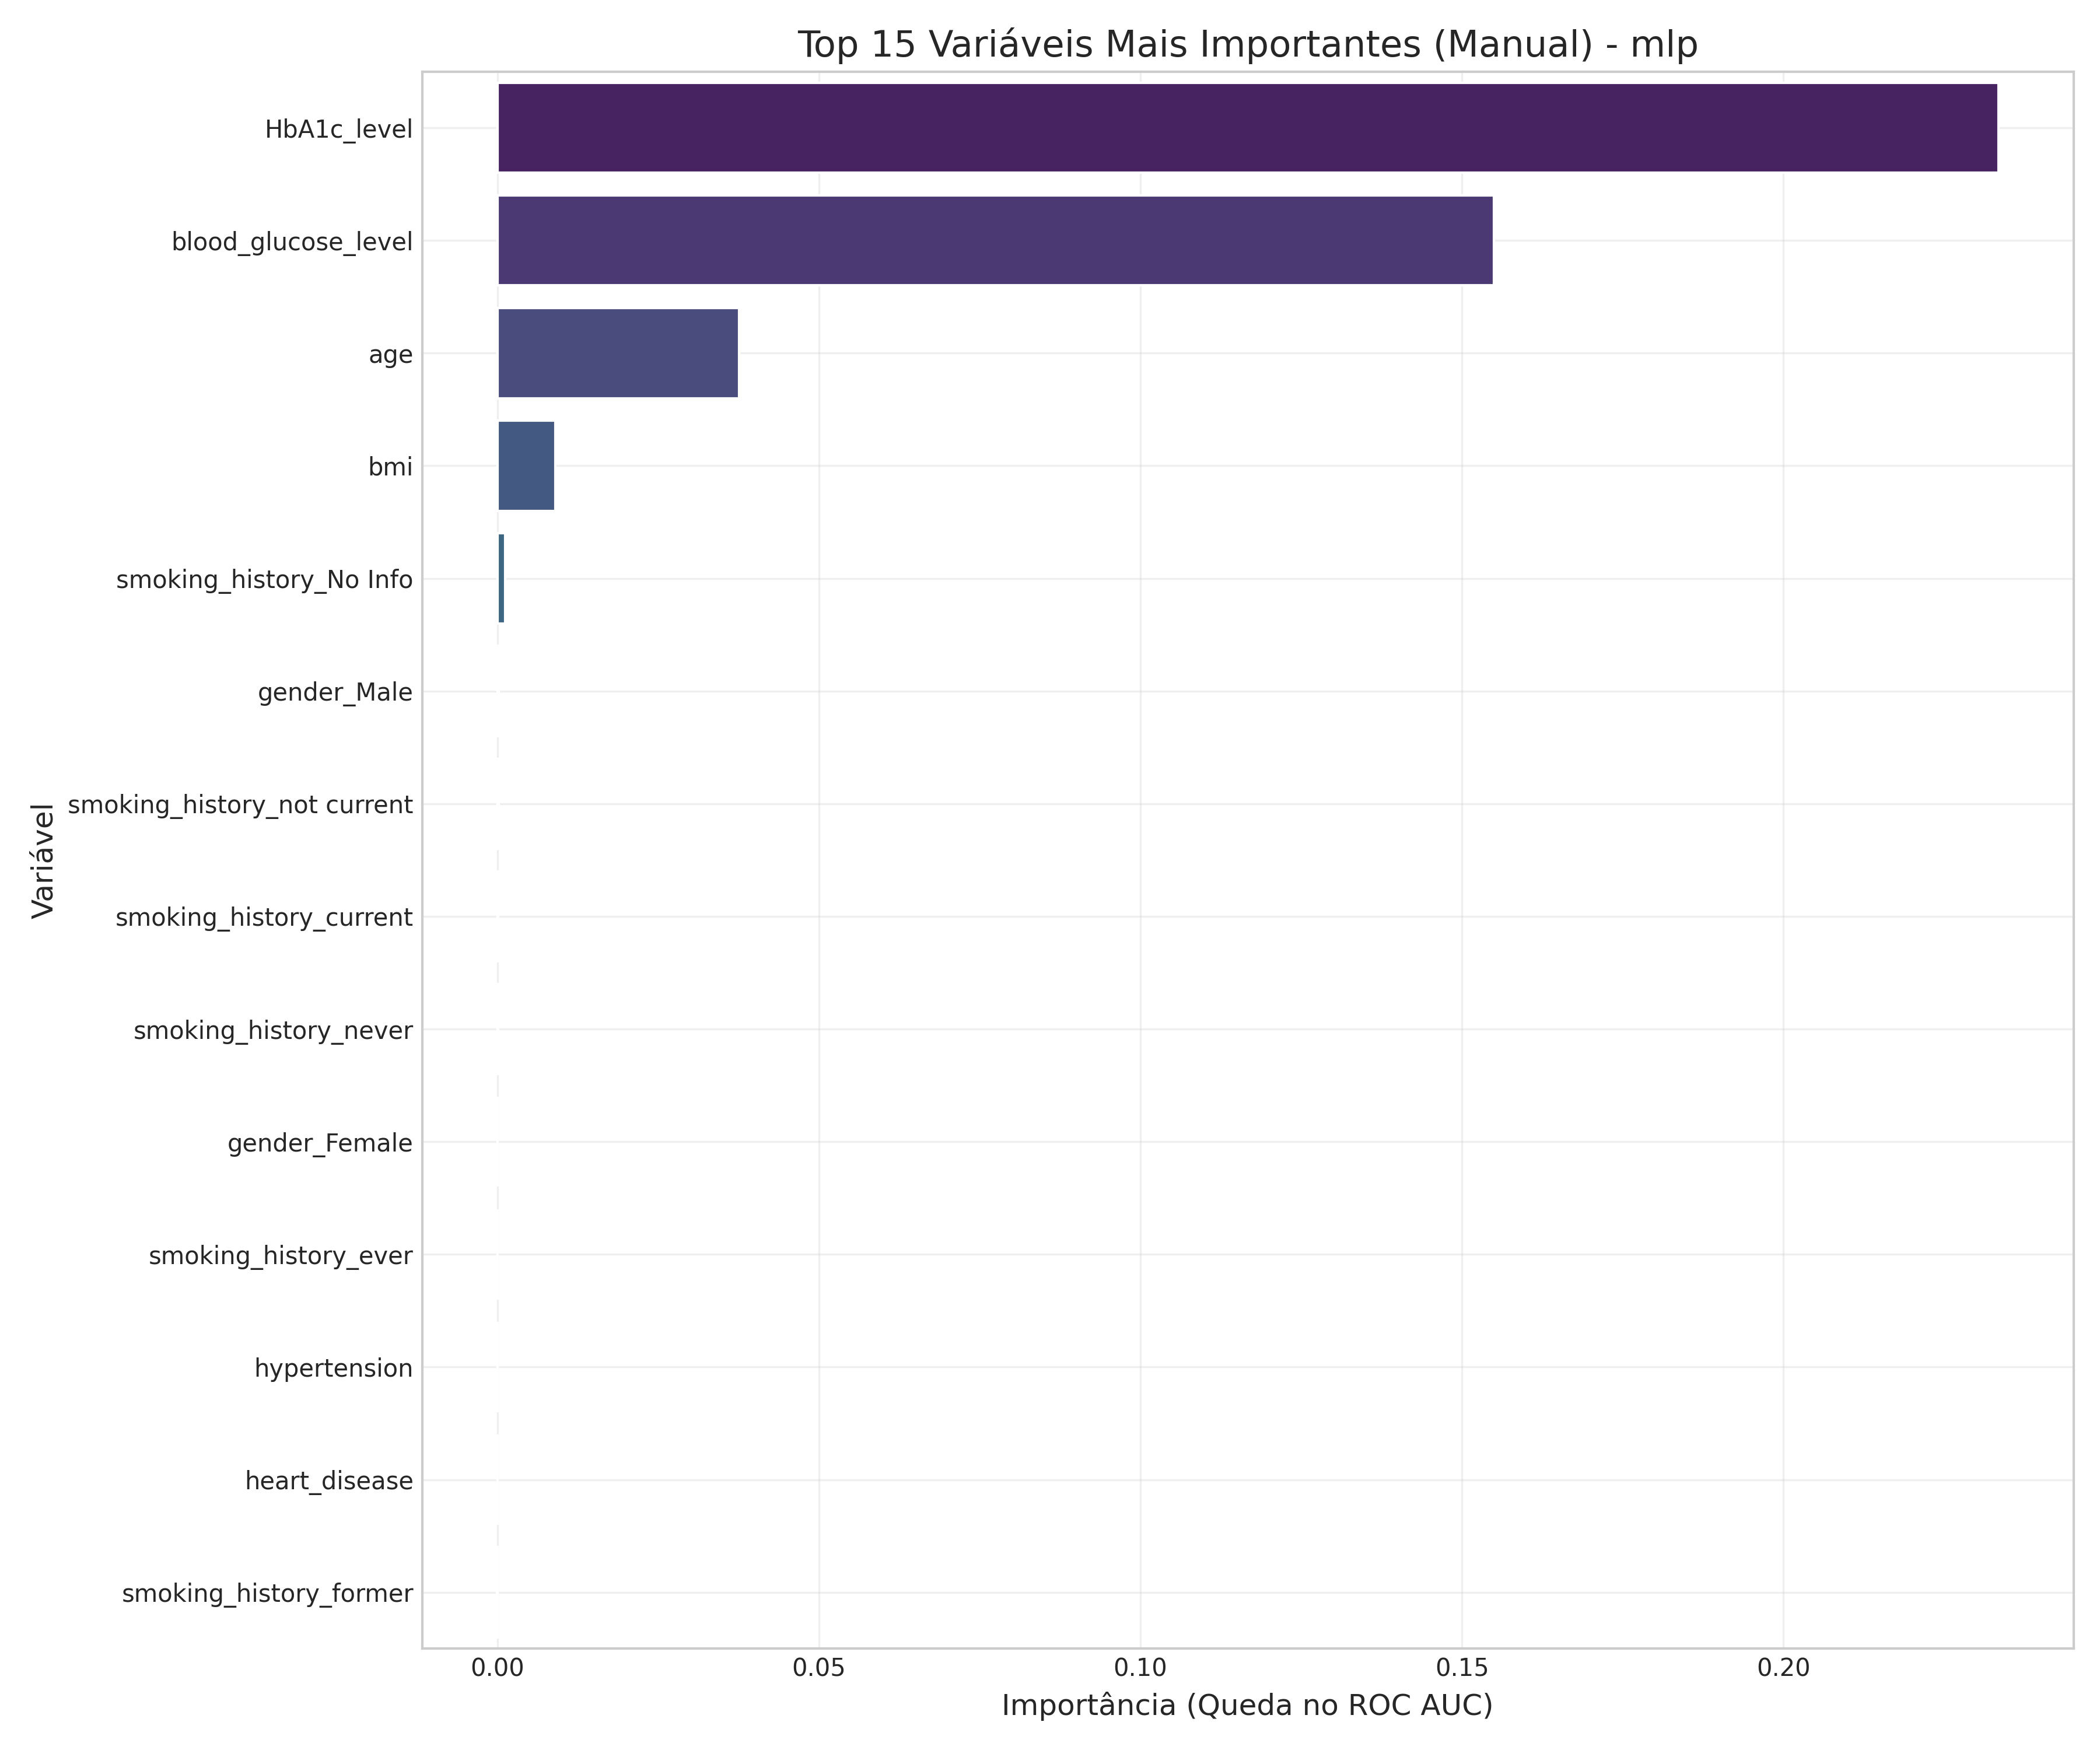 Top 15 Variáveis Mais Importantes (Manual) - mlp
HbA1c_level
blood_glucose_level
age
bmi
smoking_history_No Info
gender_Male
smoking_history_not current
smoking_history_current
smoking_history_never
gender_Female
smoking_history_ever
hypertension
heart_disease
smoking_history_former
Variável
0.00 0.05 0.10 0.15 0.20
Importância (Queda no ROC AUC)